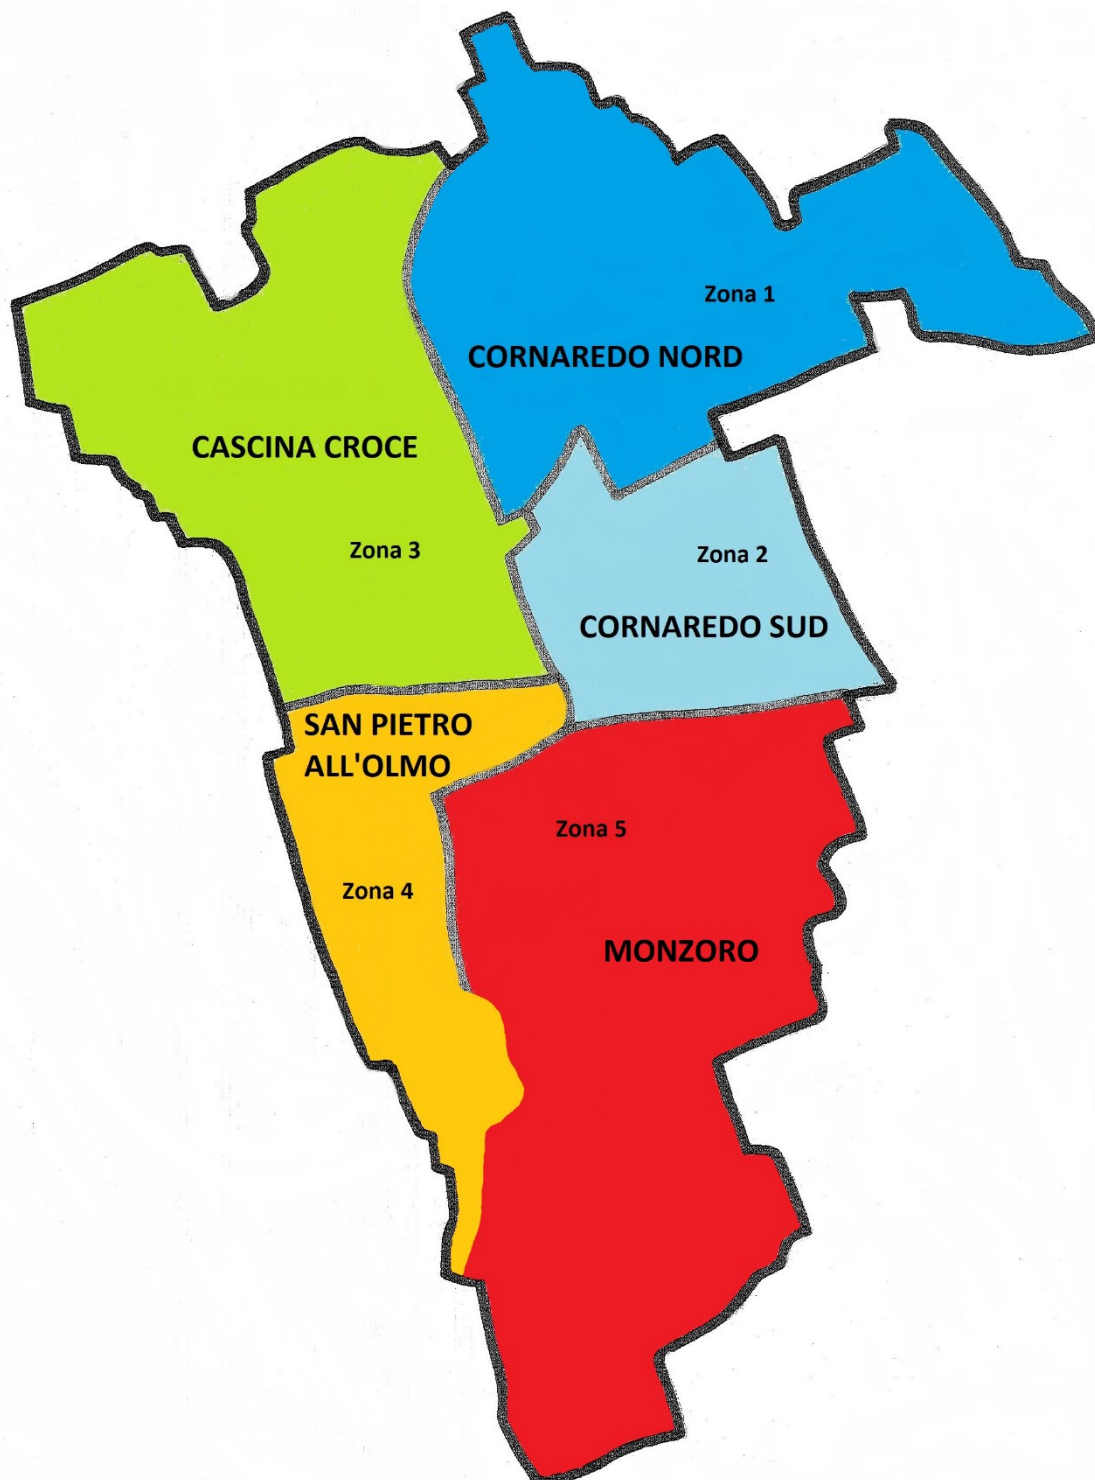 Zona 1
CORNAREDO NORD
CASCINA CROCE
Zona 3
Zona 2
CORNAREDO SUD
SAN PIETRO
ALL'OLMO
Zona 4
Zona 5
MONZORO